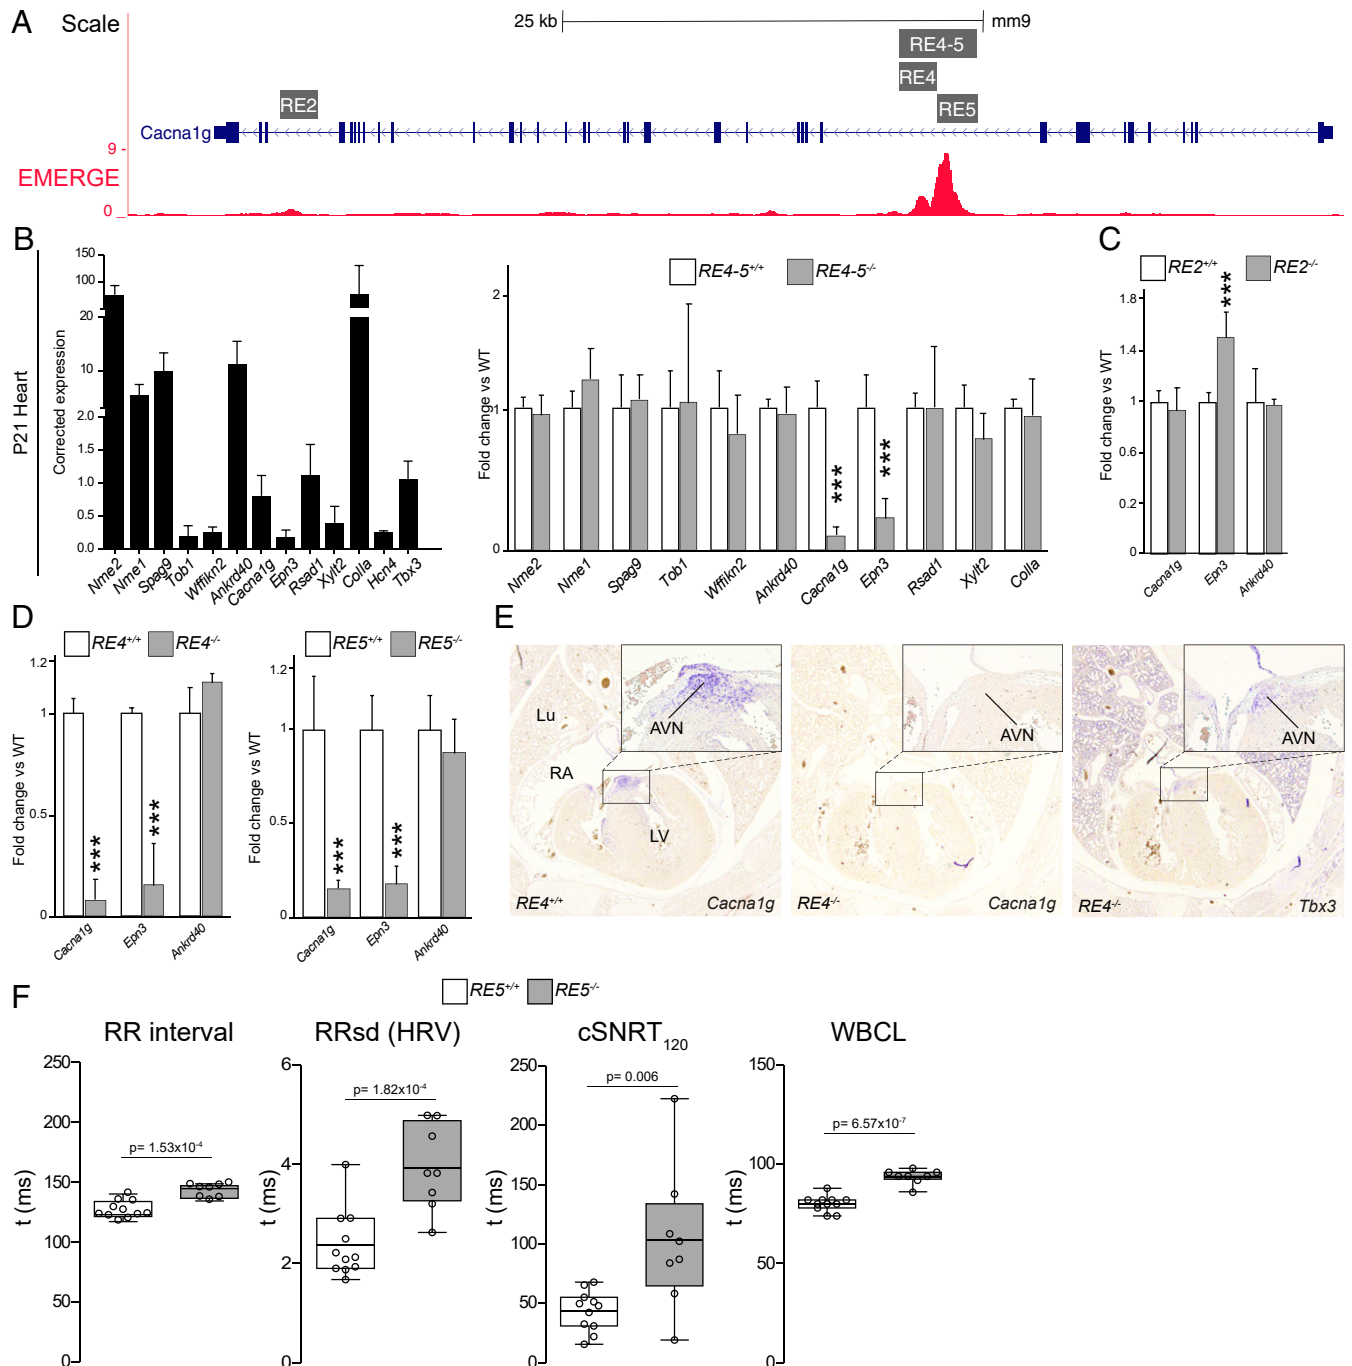 A Scale 25 kb mm9
RE4-5
RE4
RE2 RE5
Cacna1g
9
EMERGE
0
B
P21 Heart
Corrected expression
150
100
20
10
2.0
1.5
1.0
0.5
0.0
Nme2 Nme1 Spag9 Tob1 Wffikn2 Ankrd40 Cacna1g Epn3 Rsad1 Xylt2 Colla Hcn4 Tbx3
RE4-5+/+ RE4-5-/-
Fold change vs WT
2
1
0
*** ***
Nme2 Nme1 Spag9 Tob1 Wffikn2 Ankrd40 Cacna1g Epn3 Rsad1 Xylt2 Colla
C
RE2+/+ RE2-/-
Fold change vs WT
1.8
1.4
1
0.6
0.2
0
***
Cacna1g Epn3 Ankrd40
D
RE4+/+ RE4-/-
Fold change vs WT
1.2
1
0.5
0
*** ***
Cacna1g Epn3 Ankrd40
RE5+/+ RE5-/-
Fold change vs WT
1.2
1
0.5
0
*** ***
Cacna1g Epn3 Ankrd40
E
AVN
Lu
RA
LV
RE4+/+ Cacna1g
AVN
RE4-/- Cacna1g
AVN
RE4-/- Tbx3
F
RE5+/+ RE5-/-
RR interval
t (ms)
250
200
150
100
50
0
p= 1.53x10-4
RRsd (HRV)
t (ms)
6
4
2
0
p= 1.82x10-4
cSNRT120
t (ms)
250
200
150
100
50
0
p= 0.006
WBCL
t (ms)
150
100
50
0
p= 6.57x10-7